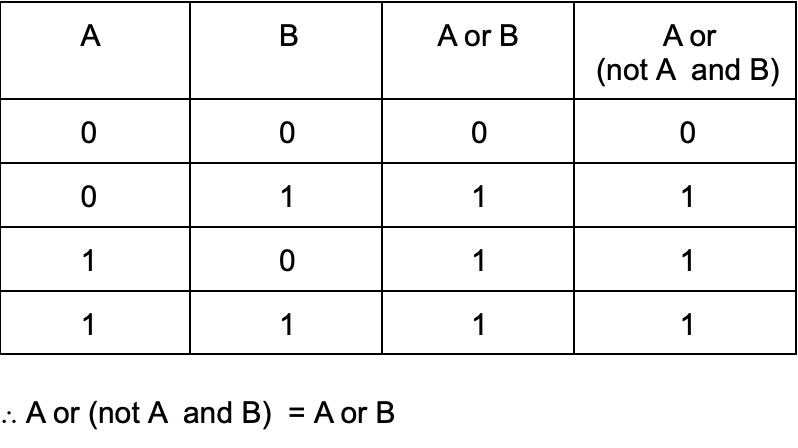 A B A or B A or
(not A and B)
0 0 0 0
0 1 1 1
1 0 1 1
1 1 1 1
∴ A or (not A and B) = A or B